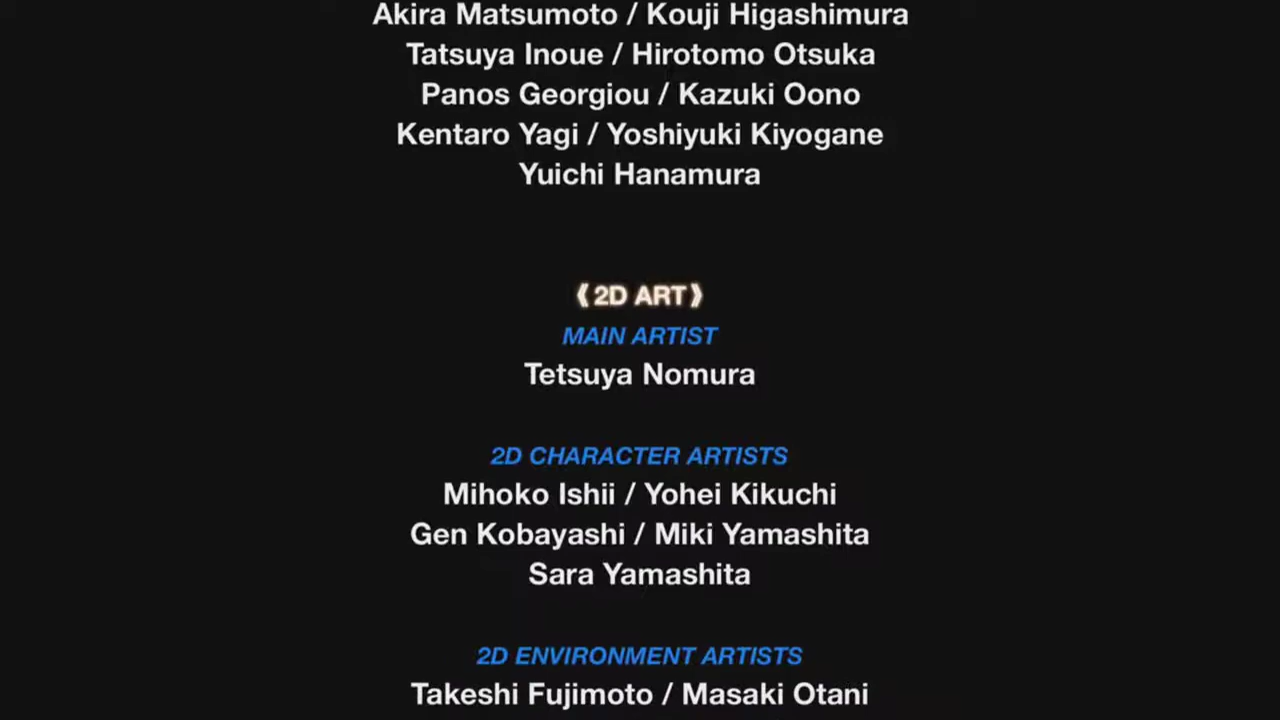 Akira Matsumoto / Kouji Higashimura
Tatsuya Inoue / Hirotomo Otsuka
Panos Georgiou / Kazuki Oono
Kentaro Yagi / Yoshiyuki Kiyogane
Yuichi Hanamura
《2D ART》
MAIN ARTIST
Tetsuya Nomura
2D CHARACTER ARTISTS
Mihoko Ishii / Yohei Kikuchi
Gen Kobayashi / Miki Yamashita
Sara Yamashita
2D ENVIRONMENT ARTISTS
Takeshi Fujimoto / Masaki Otani